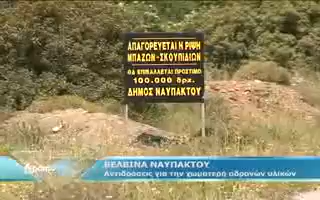 ΑΠΑΓΟΡΕΥΕΤΑΙ Η ΡΙΨΗ
ΜΠΑΖΩΝ-ΣΚΟΥΠΙΔΙΩΝ
ΘΑ ΕΠΙΒΑΛΛΕΤΑΙ ΠΡΟΣΤΙΜΟ
100.000 δρχ.
ΔΗΜΟΣ ΝΑΥΠΑΚΤΟΥ
ΒΕΛΒΙΝΑ ΝΑΥΠΑΚΤΟΥ
Αντιδράσεις για την χωματερή αδρανών υλικών